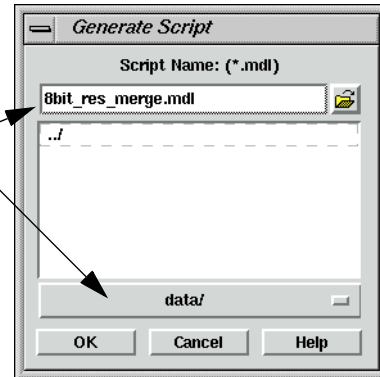 Generate Script
Script Name: (*.mdl)
8bit_res_merge.mdl
../
data/
OK Cancel Help